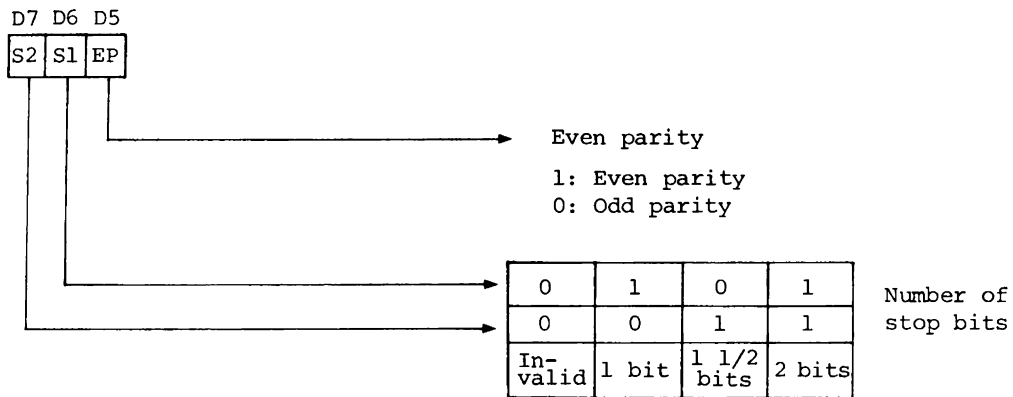 D7 D6 D5
S2 S1 EP
Even parity
1: Even parity
0: Odd parity
0 1 0 1
0 0 1 1
In-valid 1 bit 1 1/2 bits 2 bits
Number of
stop bits